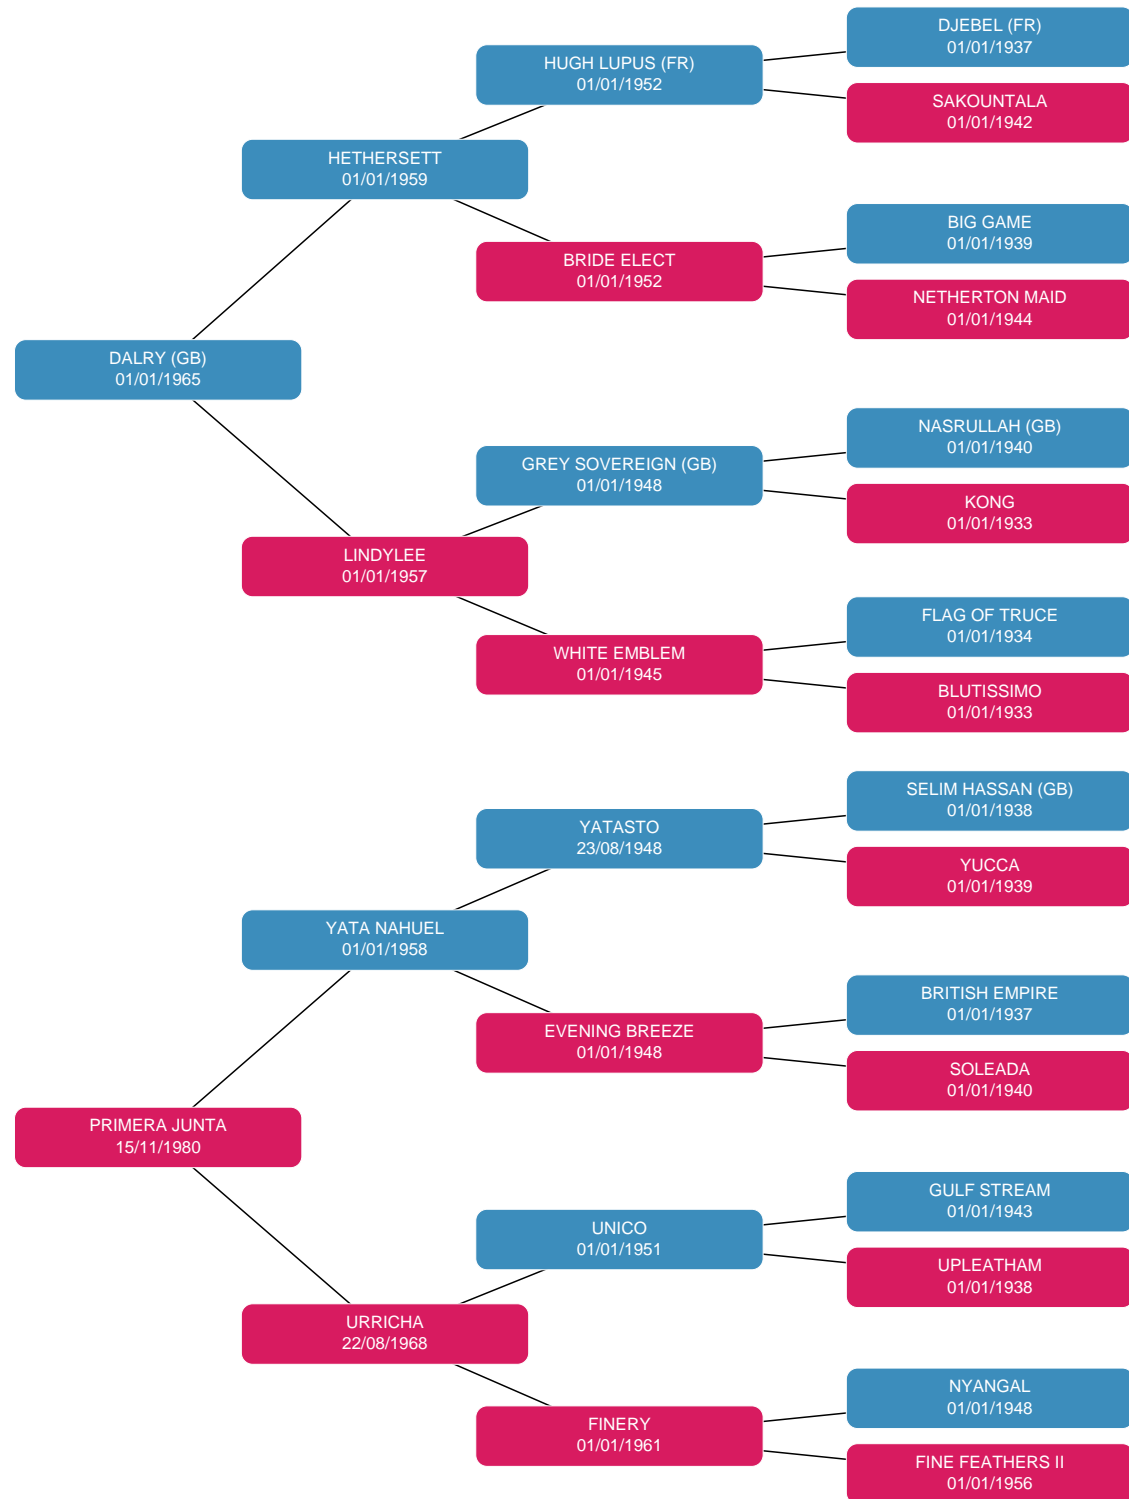 DJEBEL (FR)
01/01/1937
HUGH LUPUS (FR)
01/01/1952
SAKOUNTALA
01/01/1942
HETHERSETT
01/01/1959
BIG GAME
01/01/1939
BRIDE ELECT
01/01/1952
NETHERTON MAID
01/01/1944
DALRY (GB)
01/01/1965
NASRULLAH (GB)
01/01/1940
GREY SOVEREIGN (GB)
01/01/1948
KONG
01/01/1933
LINDYLEE
01/01/1957
FLAG OF TRUCE
01/01/1934
WHITE EMBLEM
01/01/1945
BLUTISSIMO
01/01/1933
SELIM HASSAN (GB)
01/01/1938
YATASTO
23/08/1948
YUCCA
01/01/1939
YATA NAHUEL
01/01/1958
BRITISH EMPIRE
01/01/1937
EVENING BREEZE
01/01/1948
SOLEADA
01/01/1940
PRIMERA JUNTA
15/11/1980
GULF STREAM
01/01/1943
UNICO
01/01/1951
UPLEATHAM
01/01/1938
URRICHA
22/08/1968
NYANGAL
01/01/1948
FINERY
01/01/1961
FINE FEATHERS II
01/01/1956